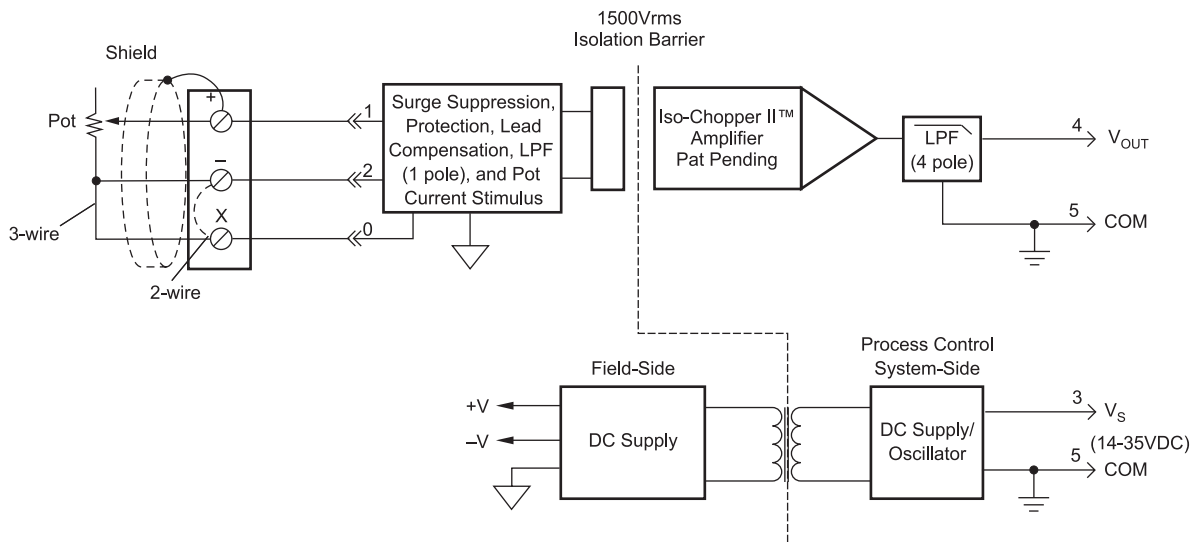 1500Vrms
Isolation Barrier
Shield
Pot
+
–
X
3-wire
2-wire
1
2
0
Surge Suppression,
Protection, Lead
Compensation, LPF
(1 pole), and Pot
Current Stimulus
Iso-Chopper II™
Amplifier
Pat Pending
LPF
(4 pole)
4
VOUT
5
COM
Field-Side
Process Control
System-Side
+V
–V
DC Supply
DC Supply/
Oscillator
3
VS
(14-35VDC)
5
COM